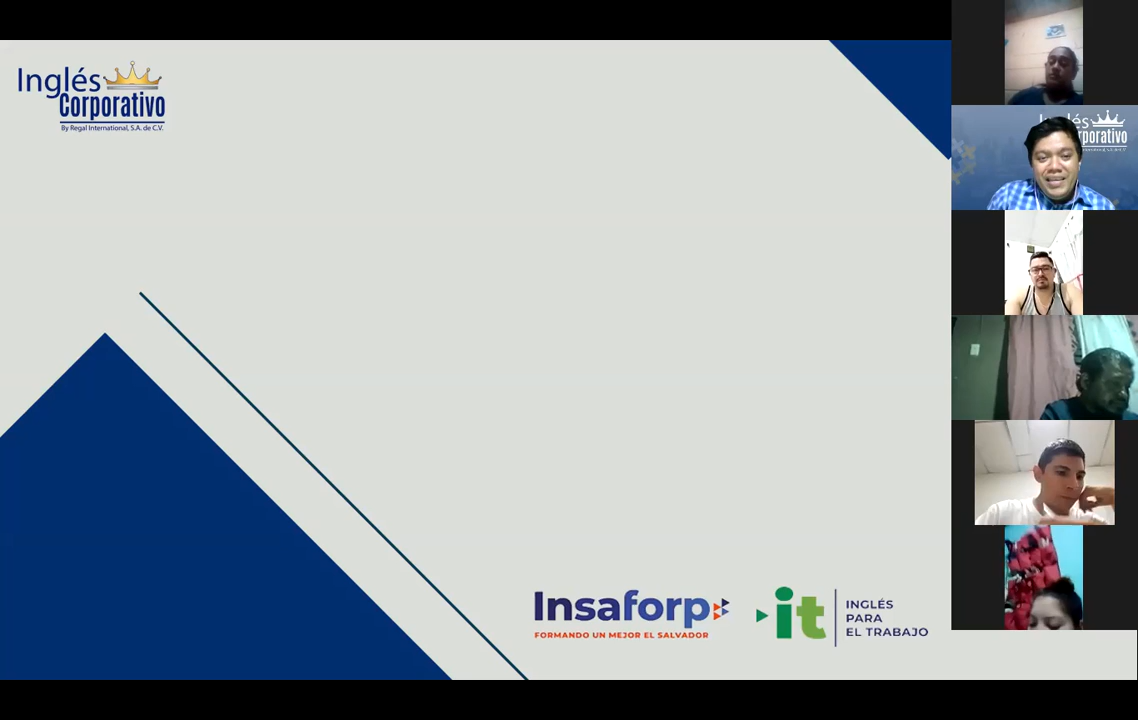 Inglés
Corporativo
By Regal International, S.A. de C.V.
Insaforp
FORMANDO UN MEJOR EL SALVADOR
it
INGLÉS
PARA
EL TRABAJO